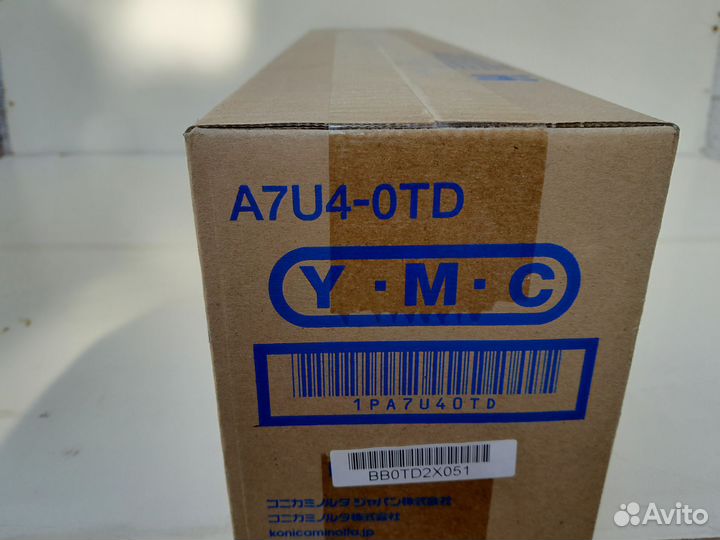 A7U4-0TD
Y・M・C
1PA7U40TD
BB0TD2X051
コニカミノルタ ジャパン株式会社
コニカミノルタ株式会社
konicaminolta.jp
Avito